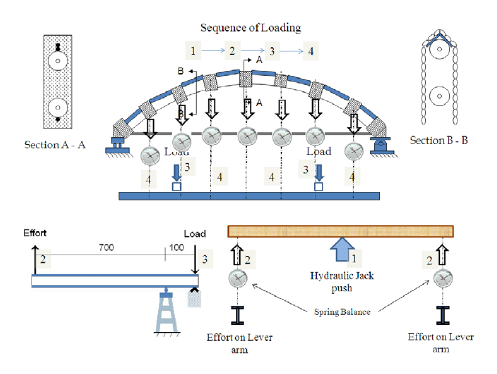 Sequence of Loading
1 2 3 4
B A
B A
Section A - A
Section B - B
Load Load
3 3
4 4 4 4
Effort Load
700 100
2 3
2 1 2
Hydraulic Jack
push
Spring Balance
Effort on Lever
arm
Effort on Lever
arm